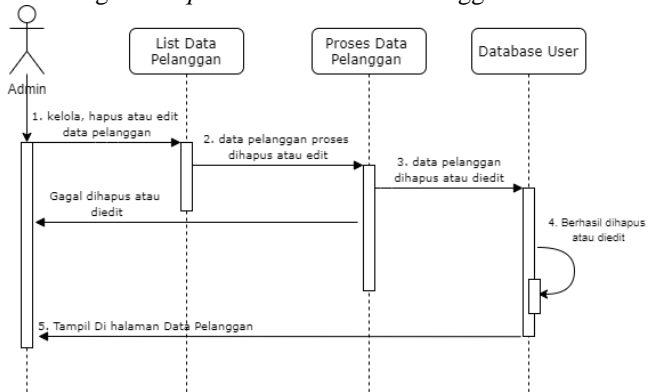 List Data
Pelanggan
Proses Data
Pelanggan
Database User
Admin
1. kelola, hapus atau edit
data pelanggan
2. data pelanggan proses
dihapus atau edit
3. data pelanggan
dihapus atau diedit
Gagal dihapus atau
diedit
4. Berhasil dihapus
atau diedit
5. Tampil Di halaman Data Pelanggan